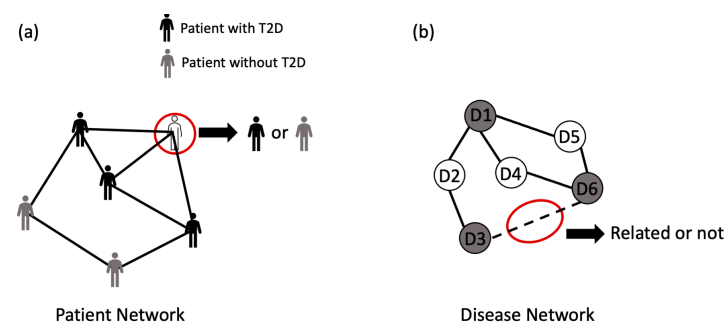 (a)
Patient with T2D
Patient without T2D
or
Patient Network
(b)
D1
D5
D2
D4
D6
D3
Related or not
Disease Network